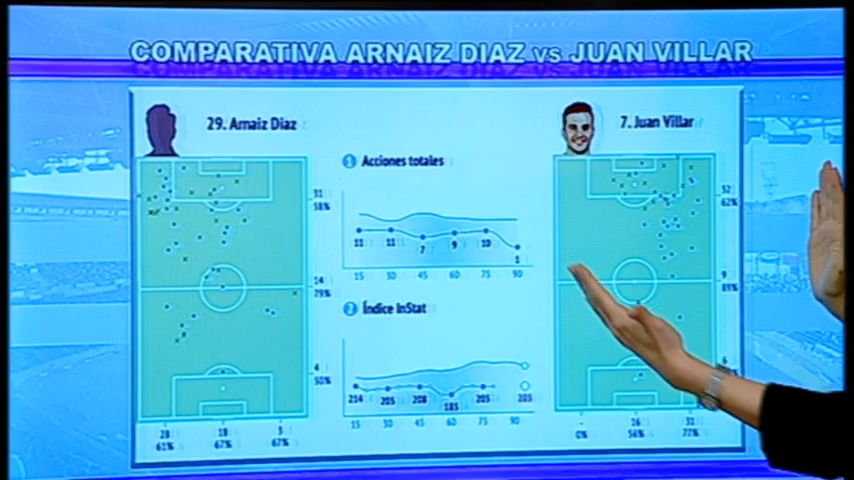 COMPARATIVA ARNAIZ DIAZ VS JUAN VILLAR
29. Arnaiz Diaz
7. Juan Villar
1 Acciones totales
11 11 7 9 10 1
15 30 45 60 75 90
2 Índice InStat
214 205 208 185 205 205
15 30 45 60 75 90
31
58%
14
79%
4
50%
28 18 3
61% 67% 67%
32
62%
9
89%
6
- 16 31
0% 56% 77%